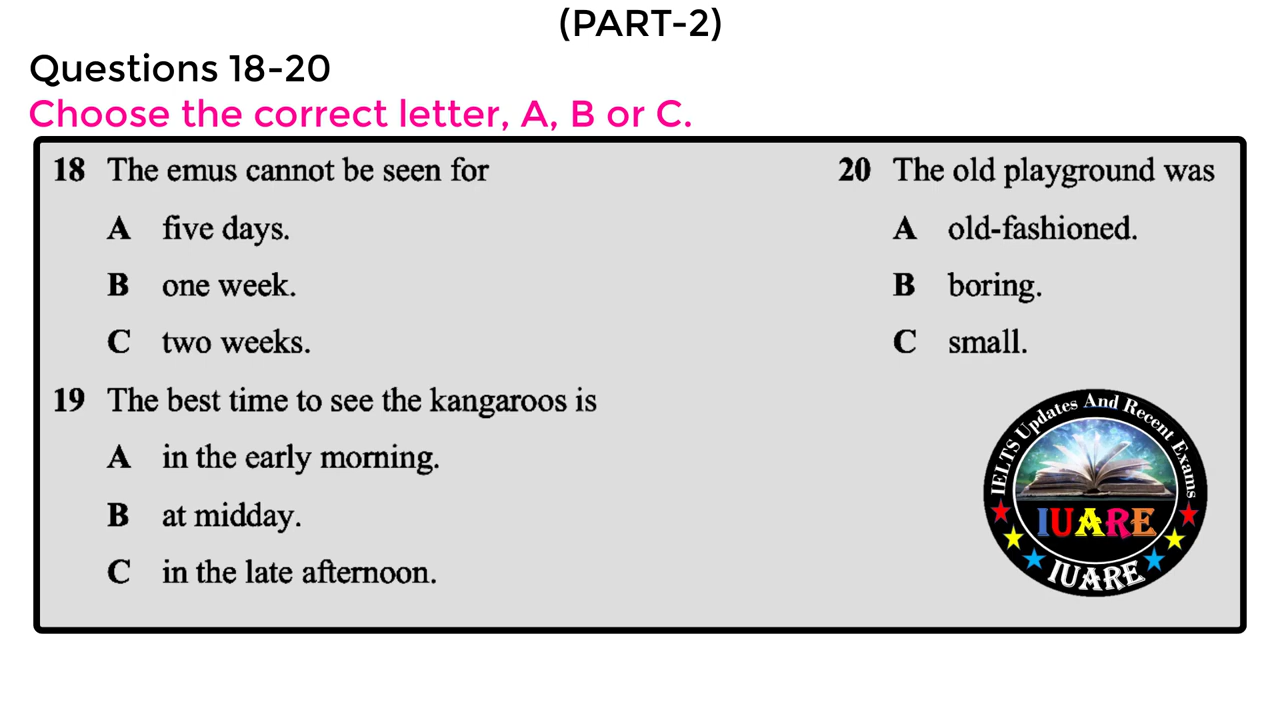 (PART-2)
Questions 18-20
Choose the correct letter, A, B or C.
18 The emus cannot be seen for
A five days.
B one week.
C two weeks.
19 The best time to see the kangaroos is
A in the early morning.
B at midday.
C in the late afternoon.
20 The old playground was
A old-fashioned.
B boring.
C small.
IELTS Updates And Recent Exams
IUARE
IUARE